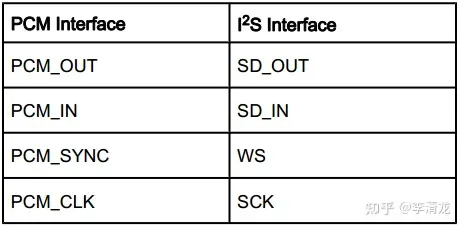 PCM Interface I²S Interface
PCM_OUT SD_OUT
PCM_IN SD_IN
PCM_SYNC WS
PCM_CLK SCK
知乎 @李清龙